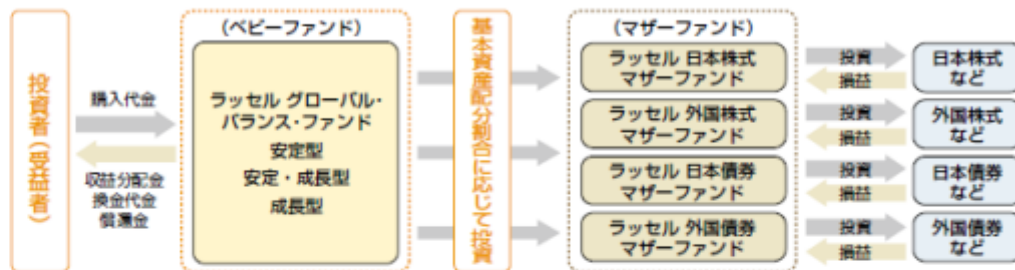 投資者(受益者)
購入代金
収益分配金
換金代金
償還金
(ベビーファンド)
ラッセル グローバル・
バランス・ファンド
安定型
安定・成長型
成長型
基本資産配分割合に応じて投資
(マザーファンド)
ラッセル 日本株式
マザーファンド
投資
損益
日本株式
など
ラッセル 外国株式
マザーファンド
投資
損益
外国株式
など
ラッセル 日本債券
マザーファンド
投資
損益
日本債券
など
ラッセル 外国債券
マザーファンド
投資
損益
外国債券
など